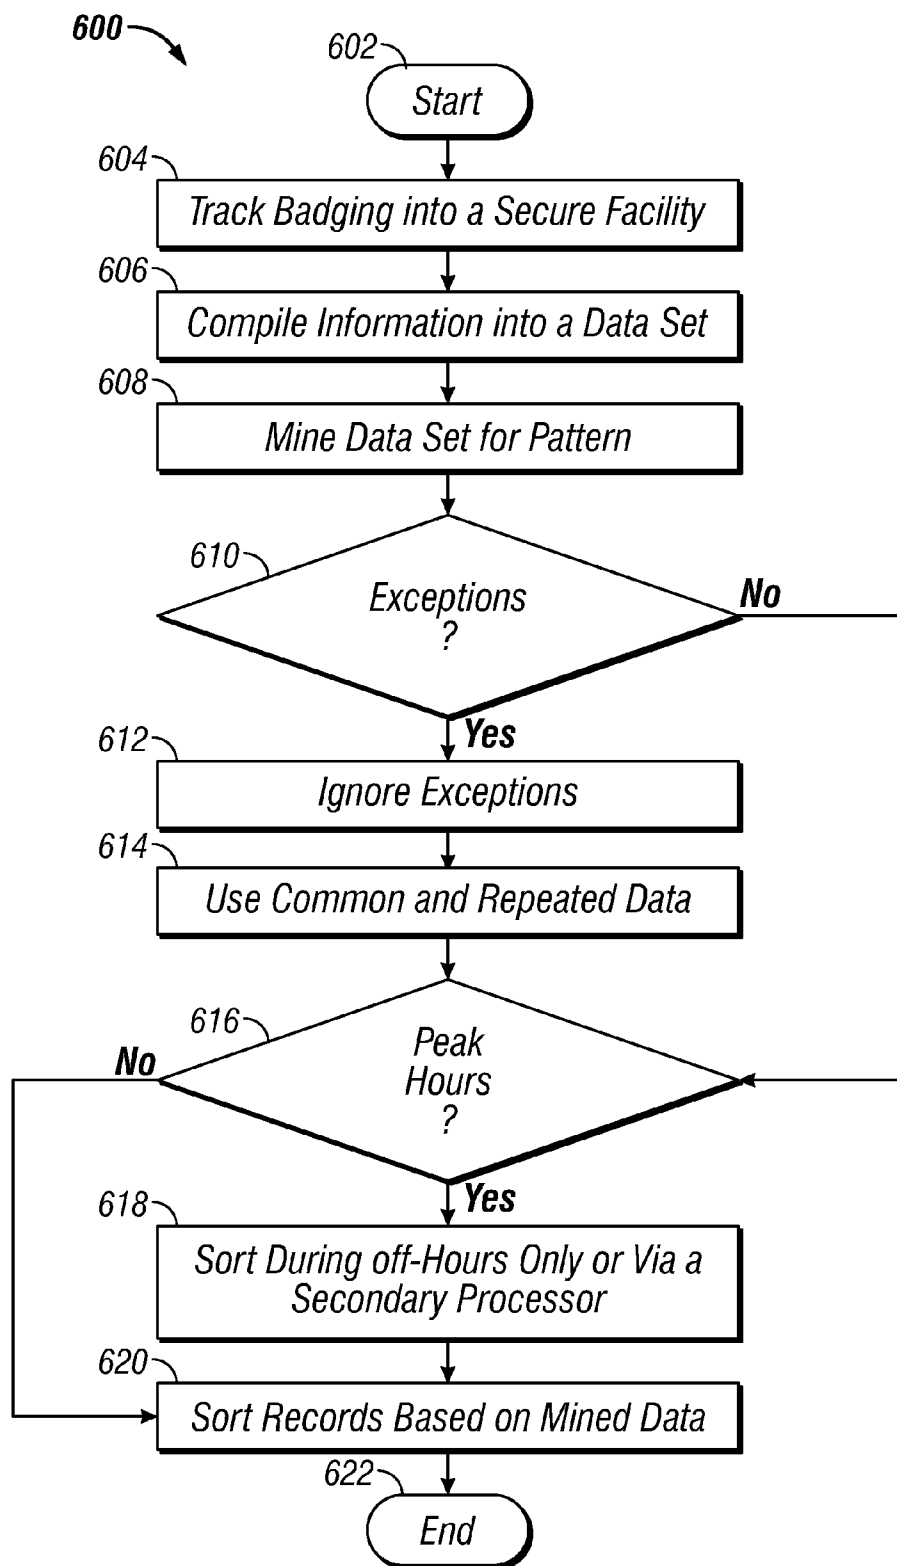 600
602
Start
604
Track Badging into a Secure Facility
606
Compile Information into a Data Set
608
Mine Data Set for Pattern
610
Exceptions
?
No
Yes
612
Ignore Exceptions
614
Use Common and Repeated Data
616
Peak
Hours
?
No
Yes
618
Sort During off-Hours Only or Via a
Secondary Processor
620
Sort Records Based on Mined Data
622
End